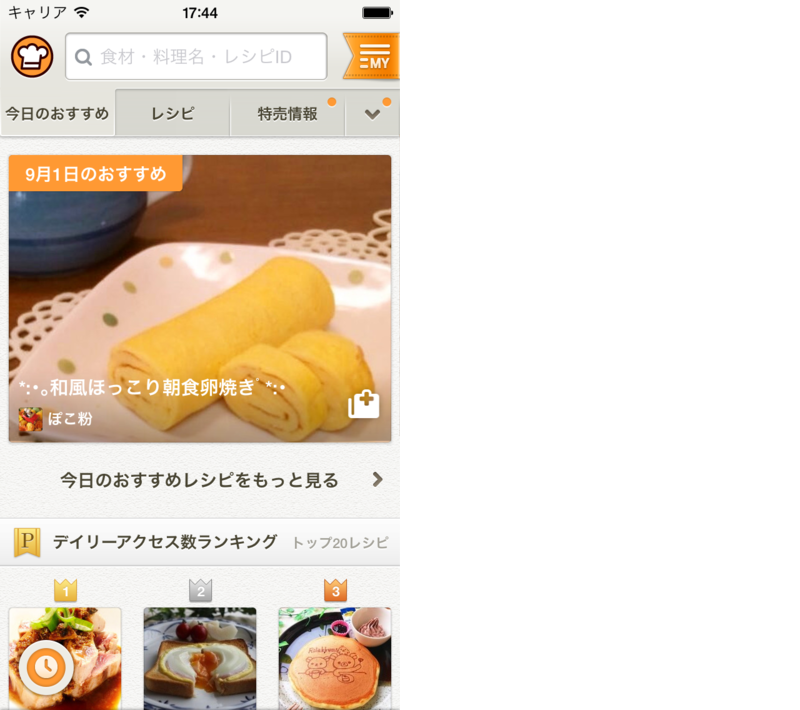 キャリア 17:44
食材・料理名・レシピID
MY
今日のおすすめ レシピ 特売情報
9月1日のおすすめ
*:•｡和風ほっこり朝食卵焼き゛*:•
ぽこ粉
今日のおすすめレシピをもっと見る
P デイリーアクセス数ランキング トップ20レシピ
1 2 3